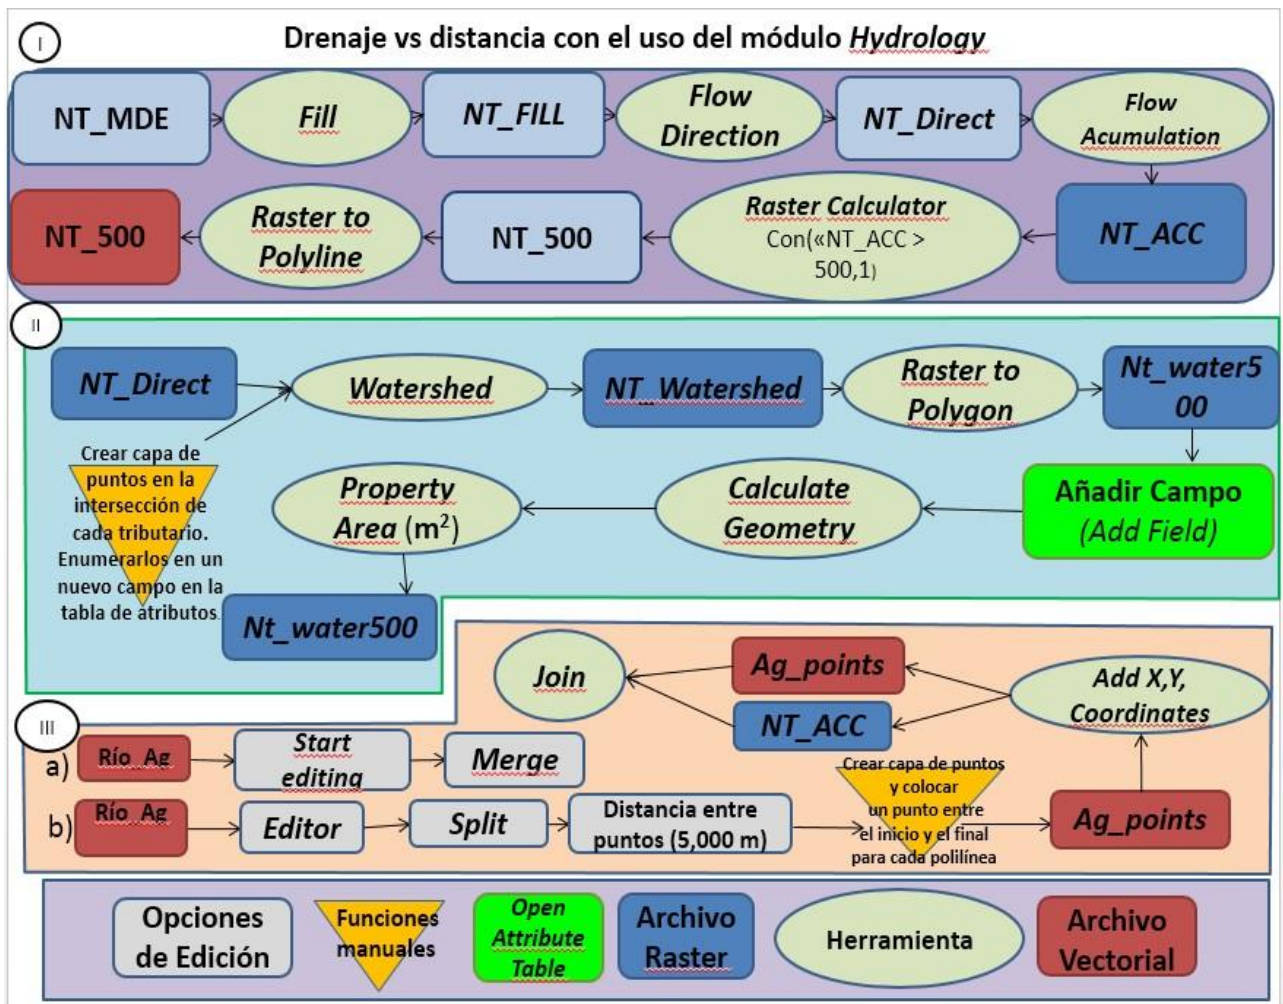 I
Drenaje vs distancia con el uso del módulo Hydrology
NT_MDE
Fill
NT_FILL
Flow
Direction
NT_Direct
Flow
Acumulation
NT_500
Raster to
Polyline
NT_500
Raster Calculator
Con(«NT_ACC >
500,1)
NT_ACC
II
NT_Direct
Watershed
NT_Watershed
Raster to
Polygon
Nt_water5
00
Crear capa de
puntos en la
intersección de
cada tributario.
Enumerarlos en un
nuevo campo en la
tabla de atributos.
Property
Area (m²)
Calculate
Geometry
Añadir Campo
(Add Field)
Nt_water500
III
Join
Ag_points
NT_ACC
Add X,Y,
Coordinates
a)
Río_Ag
Start
editing
Merge
b)
Río_Ag
Editor
Split
Distancia entre
puntos (5,000 m)
Crear capa de puntos
y colocar
un punto entre
el inicio y el final
para cada polilínea
Ag_points
Opciones
de Edición
Funciones
manuales
Open
Attribute
Table
Archivo
Raster
Herramienta
Archivo
Vectorial